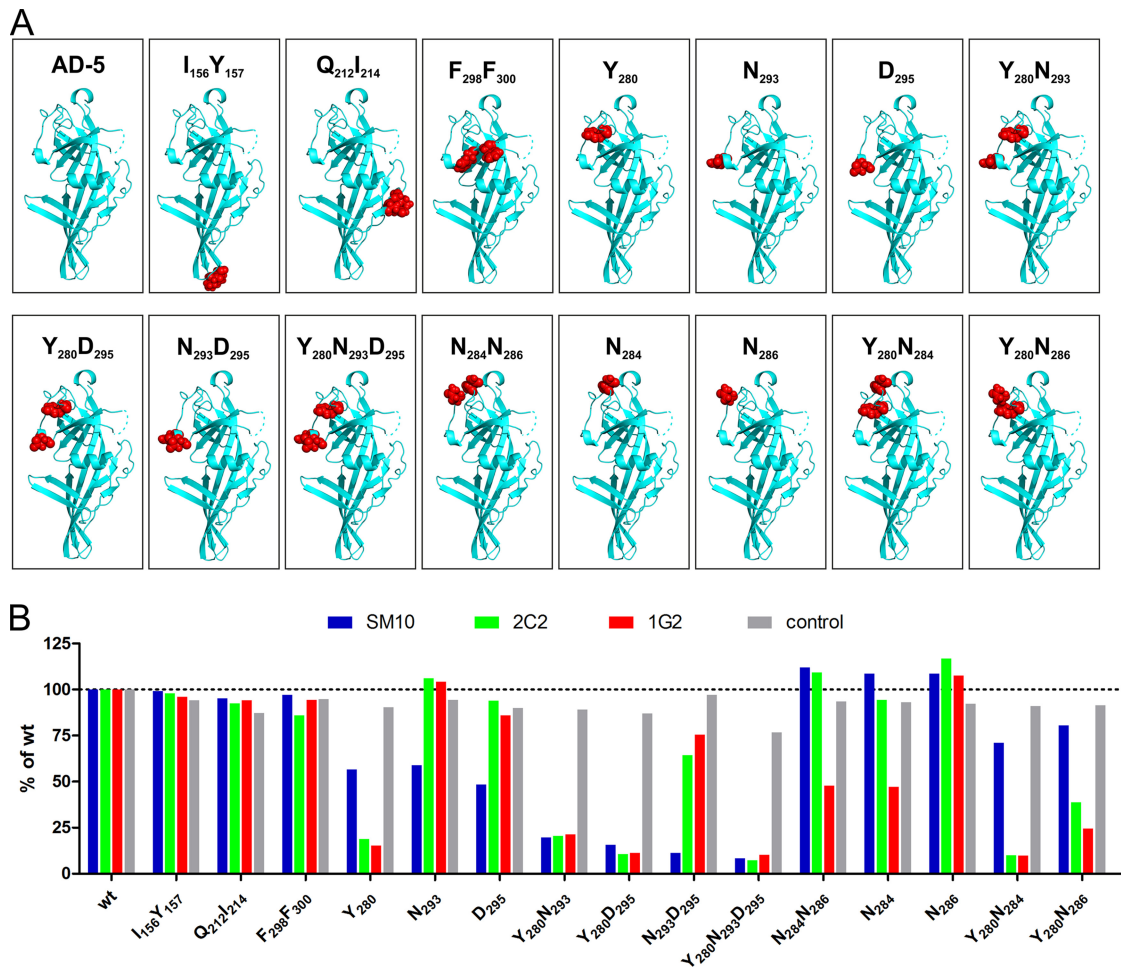 A
AD-5 I₁₅₆Y₁₅₇ Q₂₁₂I₂₁₄ F₂₉₈F₃₀₀ Y₂₈₀ N₂₉₃ D₂₉₅ Y₂₈₀N₂₉₃
Y₂₈₀D₂₉₅ N₂₉₃D₂₉₅ Y₂₈₀N₂₉₃D₂₉₅ N₂₈₄N₂₈₆ N₂₈₄ N₂₈₆ Y₂₈₀N₂₈₄ Y₂₈₀N₂₈₆
B
SM10 2C2 1G2 control
% of wt
125
100
75
50
25
0
wt I₁₅₆Y₁₅₇ Q₂₁₂I₂₁₄ F₂₉₈F₃₀₀ Y₂₈₀ N₂₉₃ D₂₉₅ Y₂₈₀N₂₉₃ Y₂₈₀D₂₉₅ N₂₉₃D₂₉₅ Y₂₈₀N₂₉₃D₂₉₅ N₂₈₄N₂₈₆ N₂₈₄ N₂₈₆ Y₂₈₀N₂₈₄ Y₂₈₀N₂₈₆